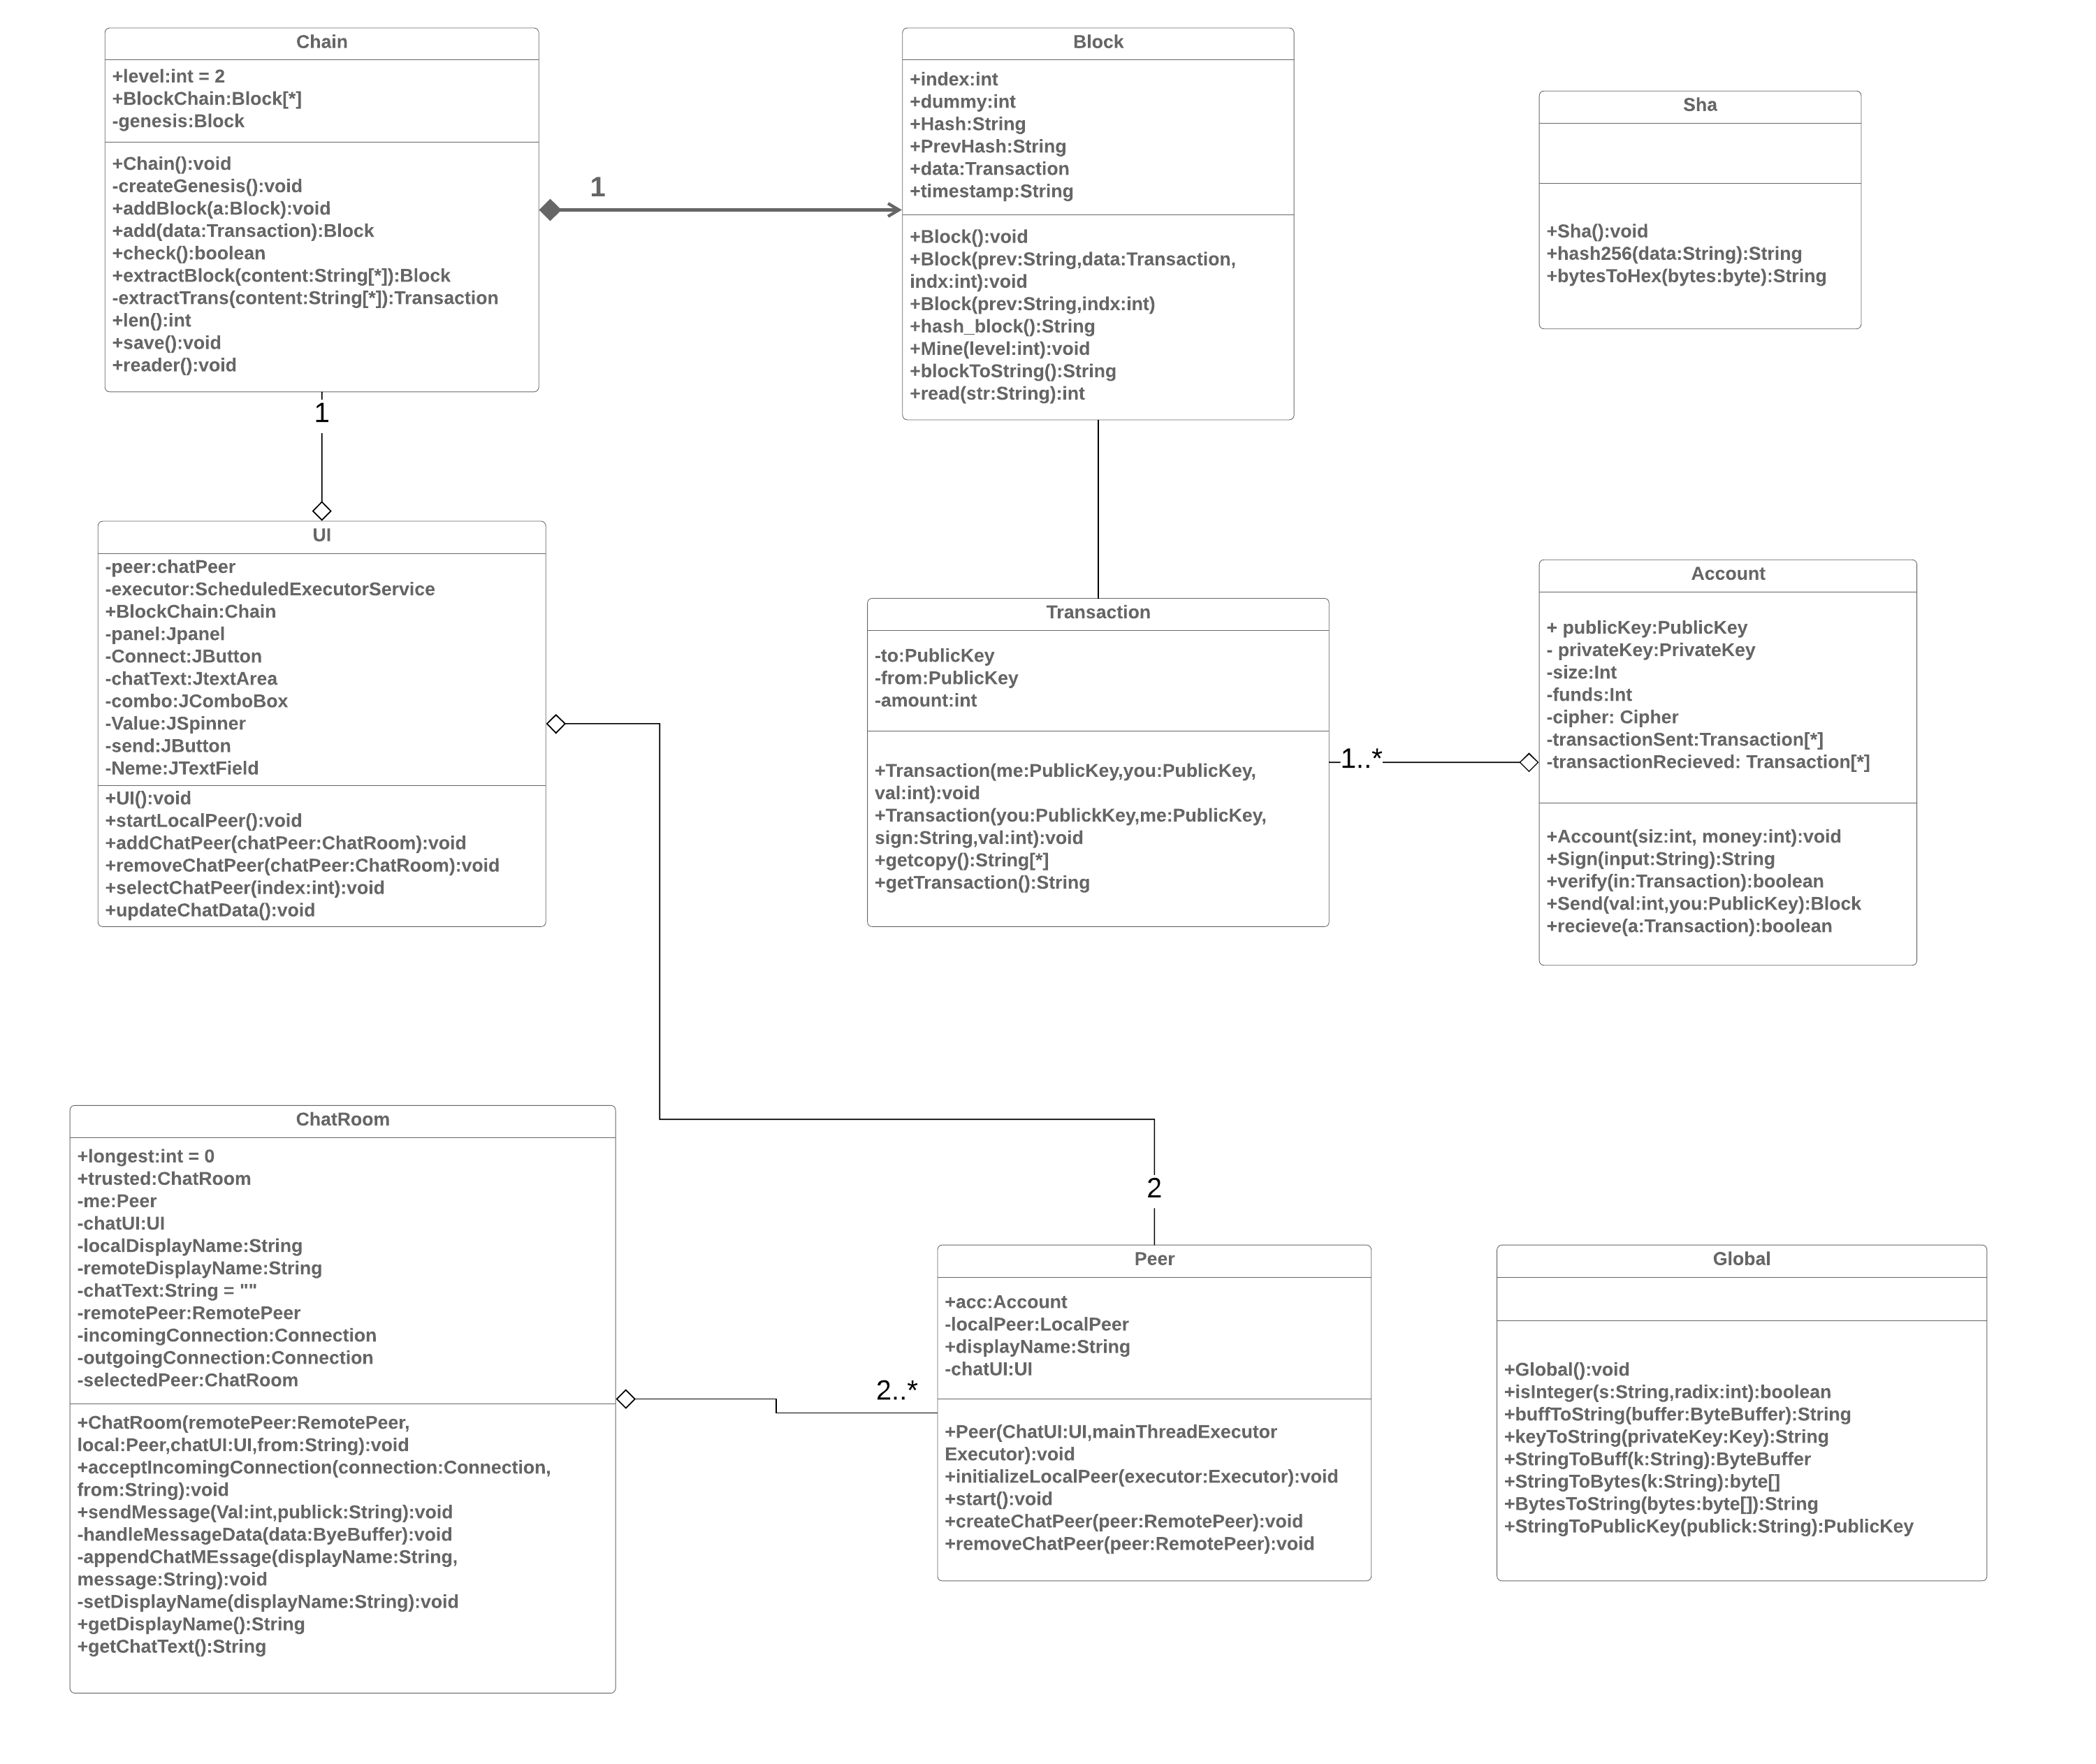 Chain
+level:int = 2
+BlockChain:Block[*]
-genesis:Block
+Chain():void
-createGenesis():void
+addBlock(a:Block):void
+add(data:Transaction):Block
+check():boolean
+extractBlock(content:String[*]):Block
-extractTrans(content:String[*]):Transaction
+len():int
+save():void
+reader():void
1
Block
+index:int
+dummy:int
+Hash:String
+PrevHash:String
+data:Transaction
+timestamp:String
+Block():void
+Block(prev:String,data:Transaction,
indx:int):void
+Block(prev:String,indx:int)
+hash_block():String
+Mine(level:int):void
+blockToString():String
+read(str:String):int
Sha
+Sha():void
+hash256(data:String):String
+bytesToHex(bytes:byte):String
1
UI
-peer:chatPeer
-executor:ScheduledExecutorService
+BlockChain:Chain
-panel:Jpanel
-Connect:JButton
-chatText:JtextArea
-combo:JComboBox
-Value:JSpinner
-send:JButton
-Neme:JTextField
+UI():void
+startLocalPeer():void
+addChatPeer(chatPeer:ChatRoom):void
+removeChatPeer(chatPeer:ChatRoom):void
+selectChatPeer(index:int):void
+updateChatData():void
Transaction
-to:PublicKey
-from:PublicKey
-amount:int
+Transaction(me:PublicKey,you:PublicKey,
val:int):void
+Transaction(you:PublickKey,me:PublicKey,
sign:String,val:int):void
+getcopy():String[*]
+getTransaction():String
1..*
Account
+ publicKey:PublicKey
- privateKey:PrivateKey
-size:Int
-funds:Int
-cipher: Cipher
-transactionSent:Transaction[*]
-transactionRecieved: Transaction[*]
+Account(siz:int, money:int):void
+Sign(input:String):String
+verify(in:Transaction):boolean
+Send(val:int,you:PublicKey):Block
+recieve(a:Transaction):boolean
ChatRoom
+longest:int = 0
+trusted:ChatRoom
-me:Peer
-chatUI:UI
-localDisplayName:String
-remoteDisplayName:String
-chatText:String = ""
-remotePeer:RemotePeer
-incomingConnection:Connection
-outgoingConnection:Connection
-selectedPeer:ChatRoom
+ChatRoom(remotePeer:RemotePeer,
local:Peer,chatUI:UI,from:String):void
+acceptIncomingConnection(connection:Connection,
from:String):void
+sendMessage(Val:int,publick:String):void
-handleMessageData(data:ByeBuffer):void
-appendChatMEssage(displayName:String,
message:String):void
-setDisplayName(displayName:String):void
+getDisplayName():String
+getChatText():String
2..*
2
Peer
+acc:Account
-localPeer:LocalPeer
+displayName:String
-chatUI:UI
+Peer(ChatUI:UI,mainThreadExecutor
Executor):void
+initializeLocalPeer(executor:Executor):void
+start():void
+createChatPeer(peer:RemotePeer):void
+removeChatPeer(peer:RemotePeer):void
Global
+Global():void
+isInteger(s:String,radix:int):boolean
+buffToString(buffer:ByteBuffer):String
+keyToString(privateKey:Key):String
+StringToBuff(k:String):ByteBuffer
+StringToBytes(k:String):byte[]
+BytesToString(bytes:byte[]):String
+StringToPublicKey(publick:String):PublicKey